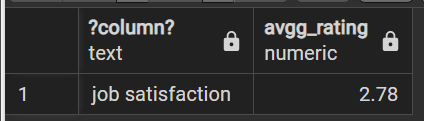 ?column? avgg_rating
text numeric
1 job satisfaction 2.78